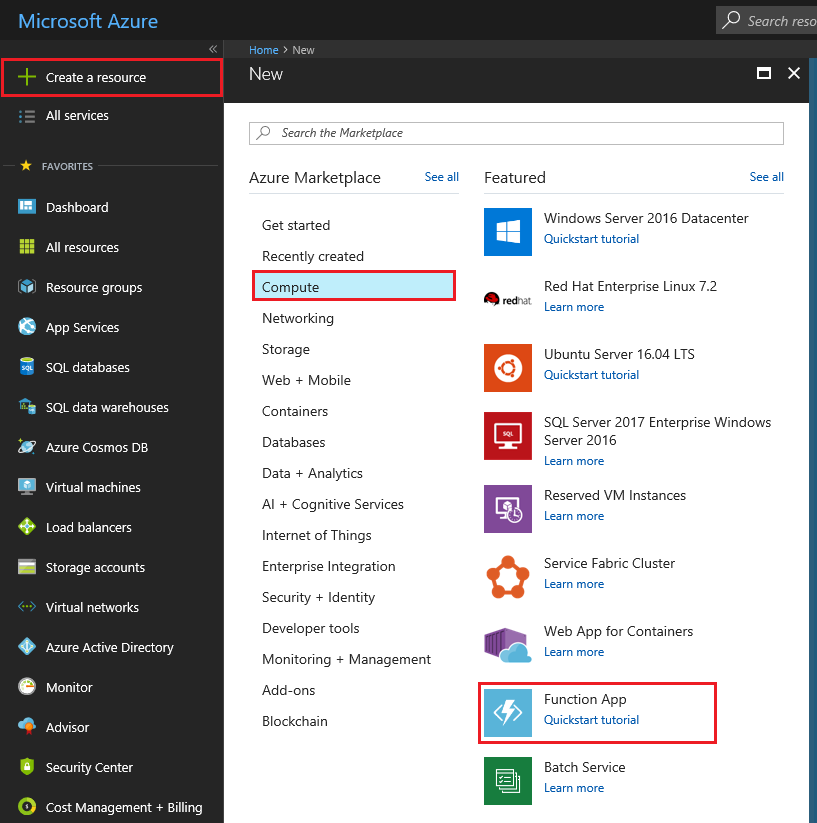 Microsoft Azure
Search reso
Create a resource
All services
FAVORITES
Dashboard
All resources
Resource groups
App Services
SQL databases
SQL data warehouses
Azure Cosmos DB
Virtual machines
Load balancers
Storage accounts
Virtual networks
Azure Active Directory
Monitor
Advisor
Security Center
Cost Management + Billing
Home > New
New
Search the Marketplace
Azure Marketplace
See all
Get started
Recently created
Compute
Networking
Storage
Web + Mobile
Containers
Databases
Data + Analytics
AI + Cognitive Services
Internet of Things
Enterprise Integration
Security + Identity
Developer tools
Monitoring + Management
Add-ons
Blockchain
Featured
See all
Windows Server 2016 Datacenter
Quickstart tutorial
redhat
Red Hat Enterprise Linux 7.2
Learn more
Ubuntu Server 16.04 LTS
Quickstart tutorial
SQL
SQL Server 2017 Enterprise Windows
Server 2016
Learn more
Reserved VM Instances
Learn more
Service Fabric Cluster
Learn more
Web App for Containers
Learn more
Function App
Quickstart tutorial
Batch Service
Learn more